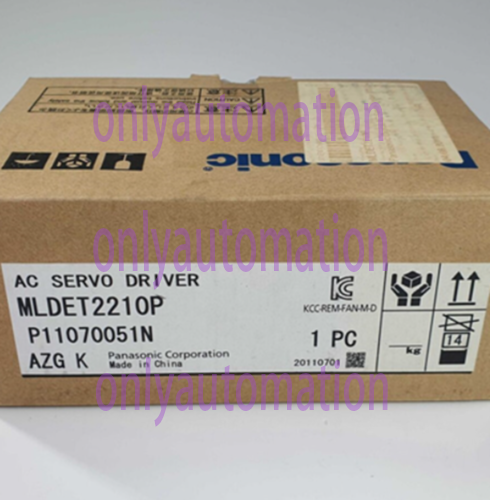 onlyautomation
Panasonic
onlyautomation
AC SERVO DRIVER
MLDET2210P
P11070051N
AZG K
Panasonic Corporation
Made in China
KCC-REM-FAN-M-D
1 PC
20110701
kg
14
onlyautomation